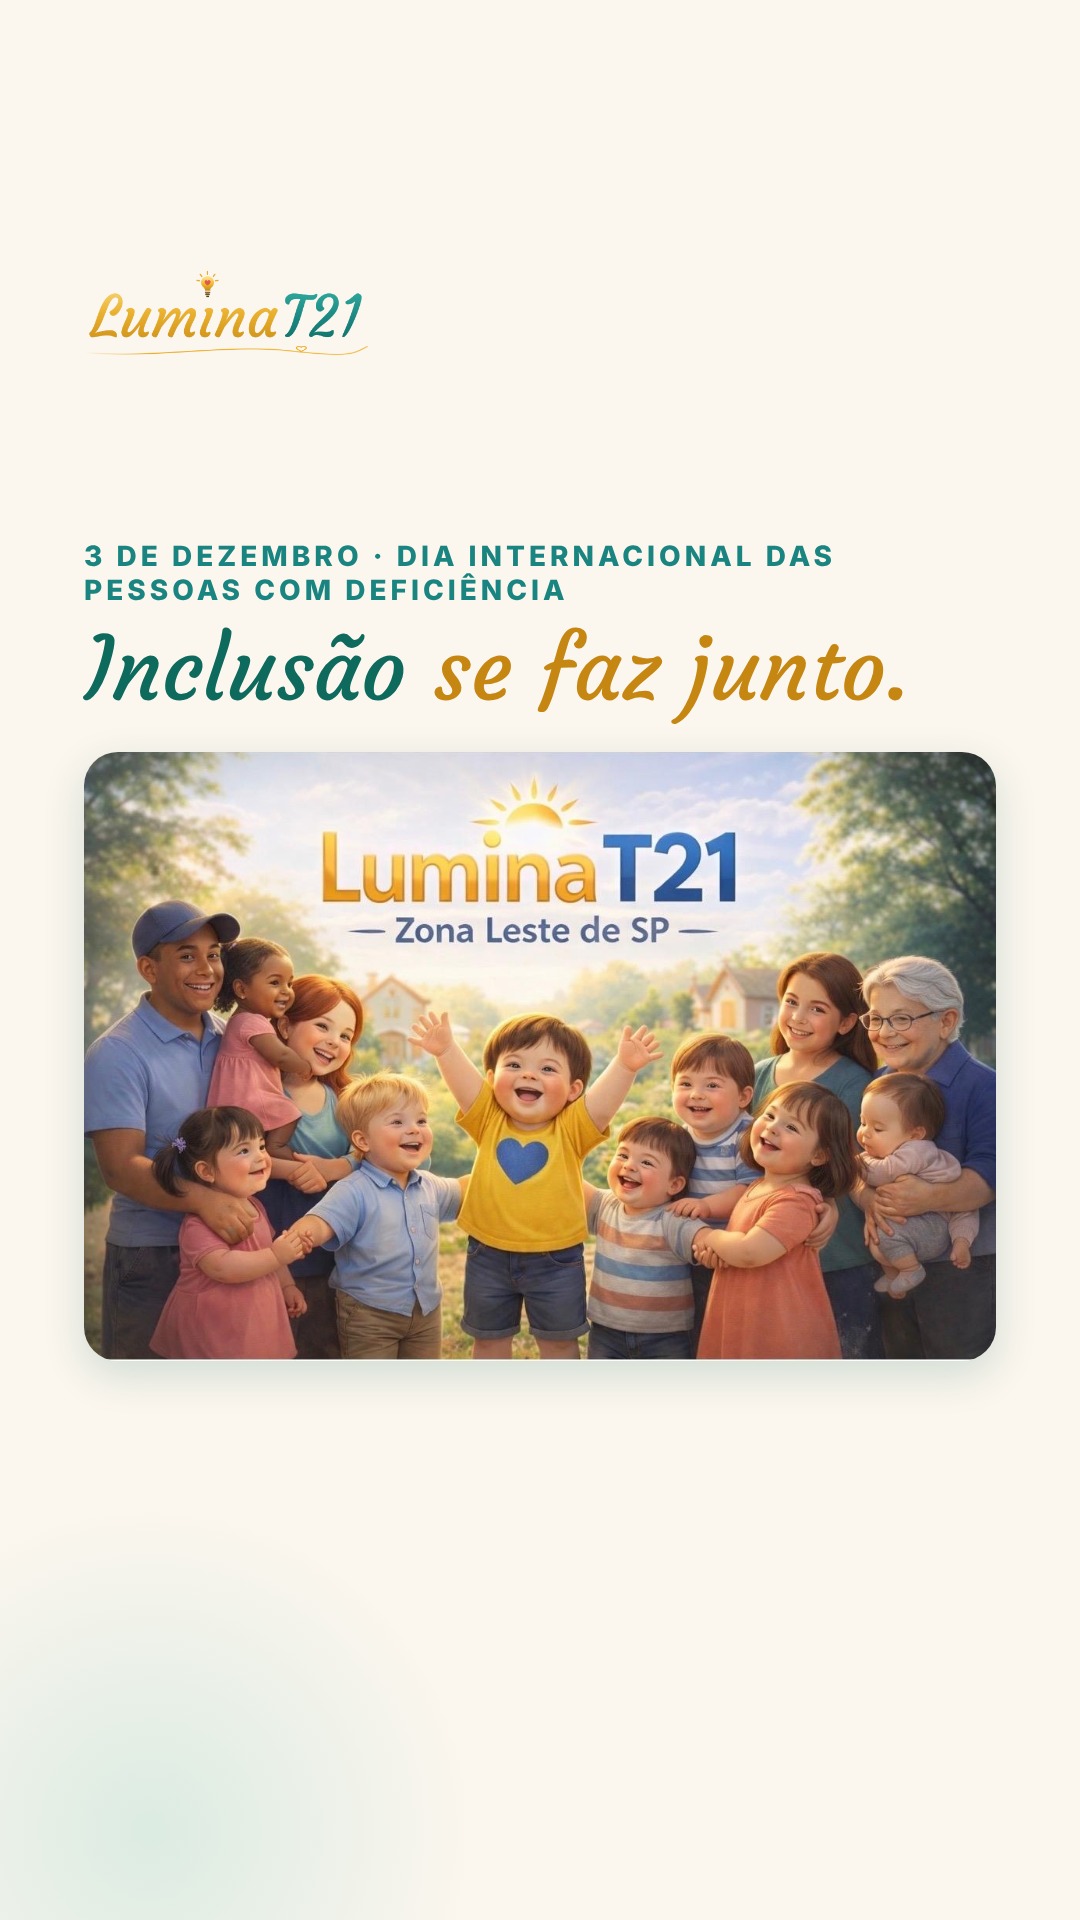 LuminaT21
3 DE DEZEMBRO · DIA INTERNACIONAL DAS
PESSOAS COM DEFICIÊNCIA
Inclusão se faz junto.
LuminaT21
Zona Leste de SP